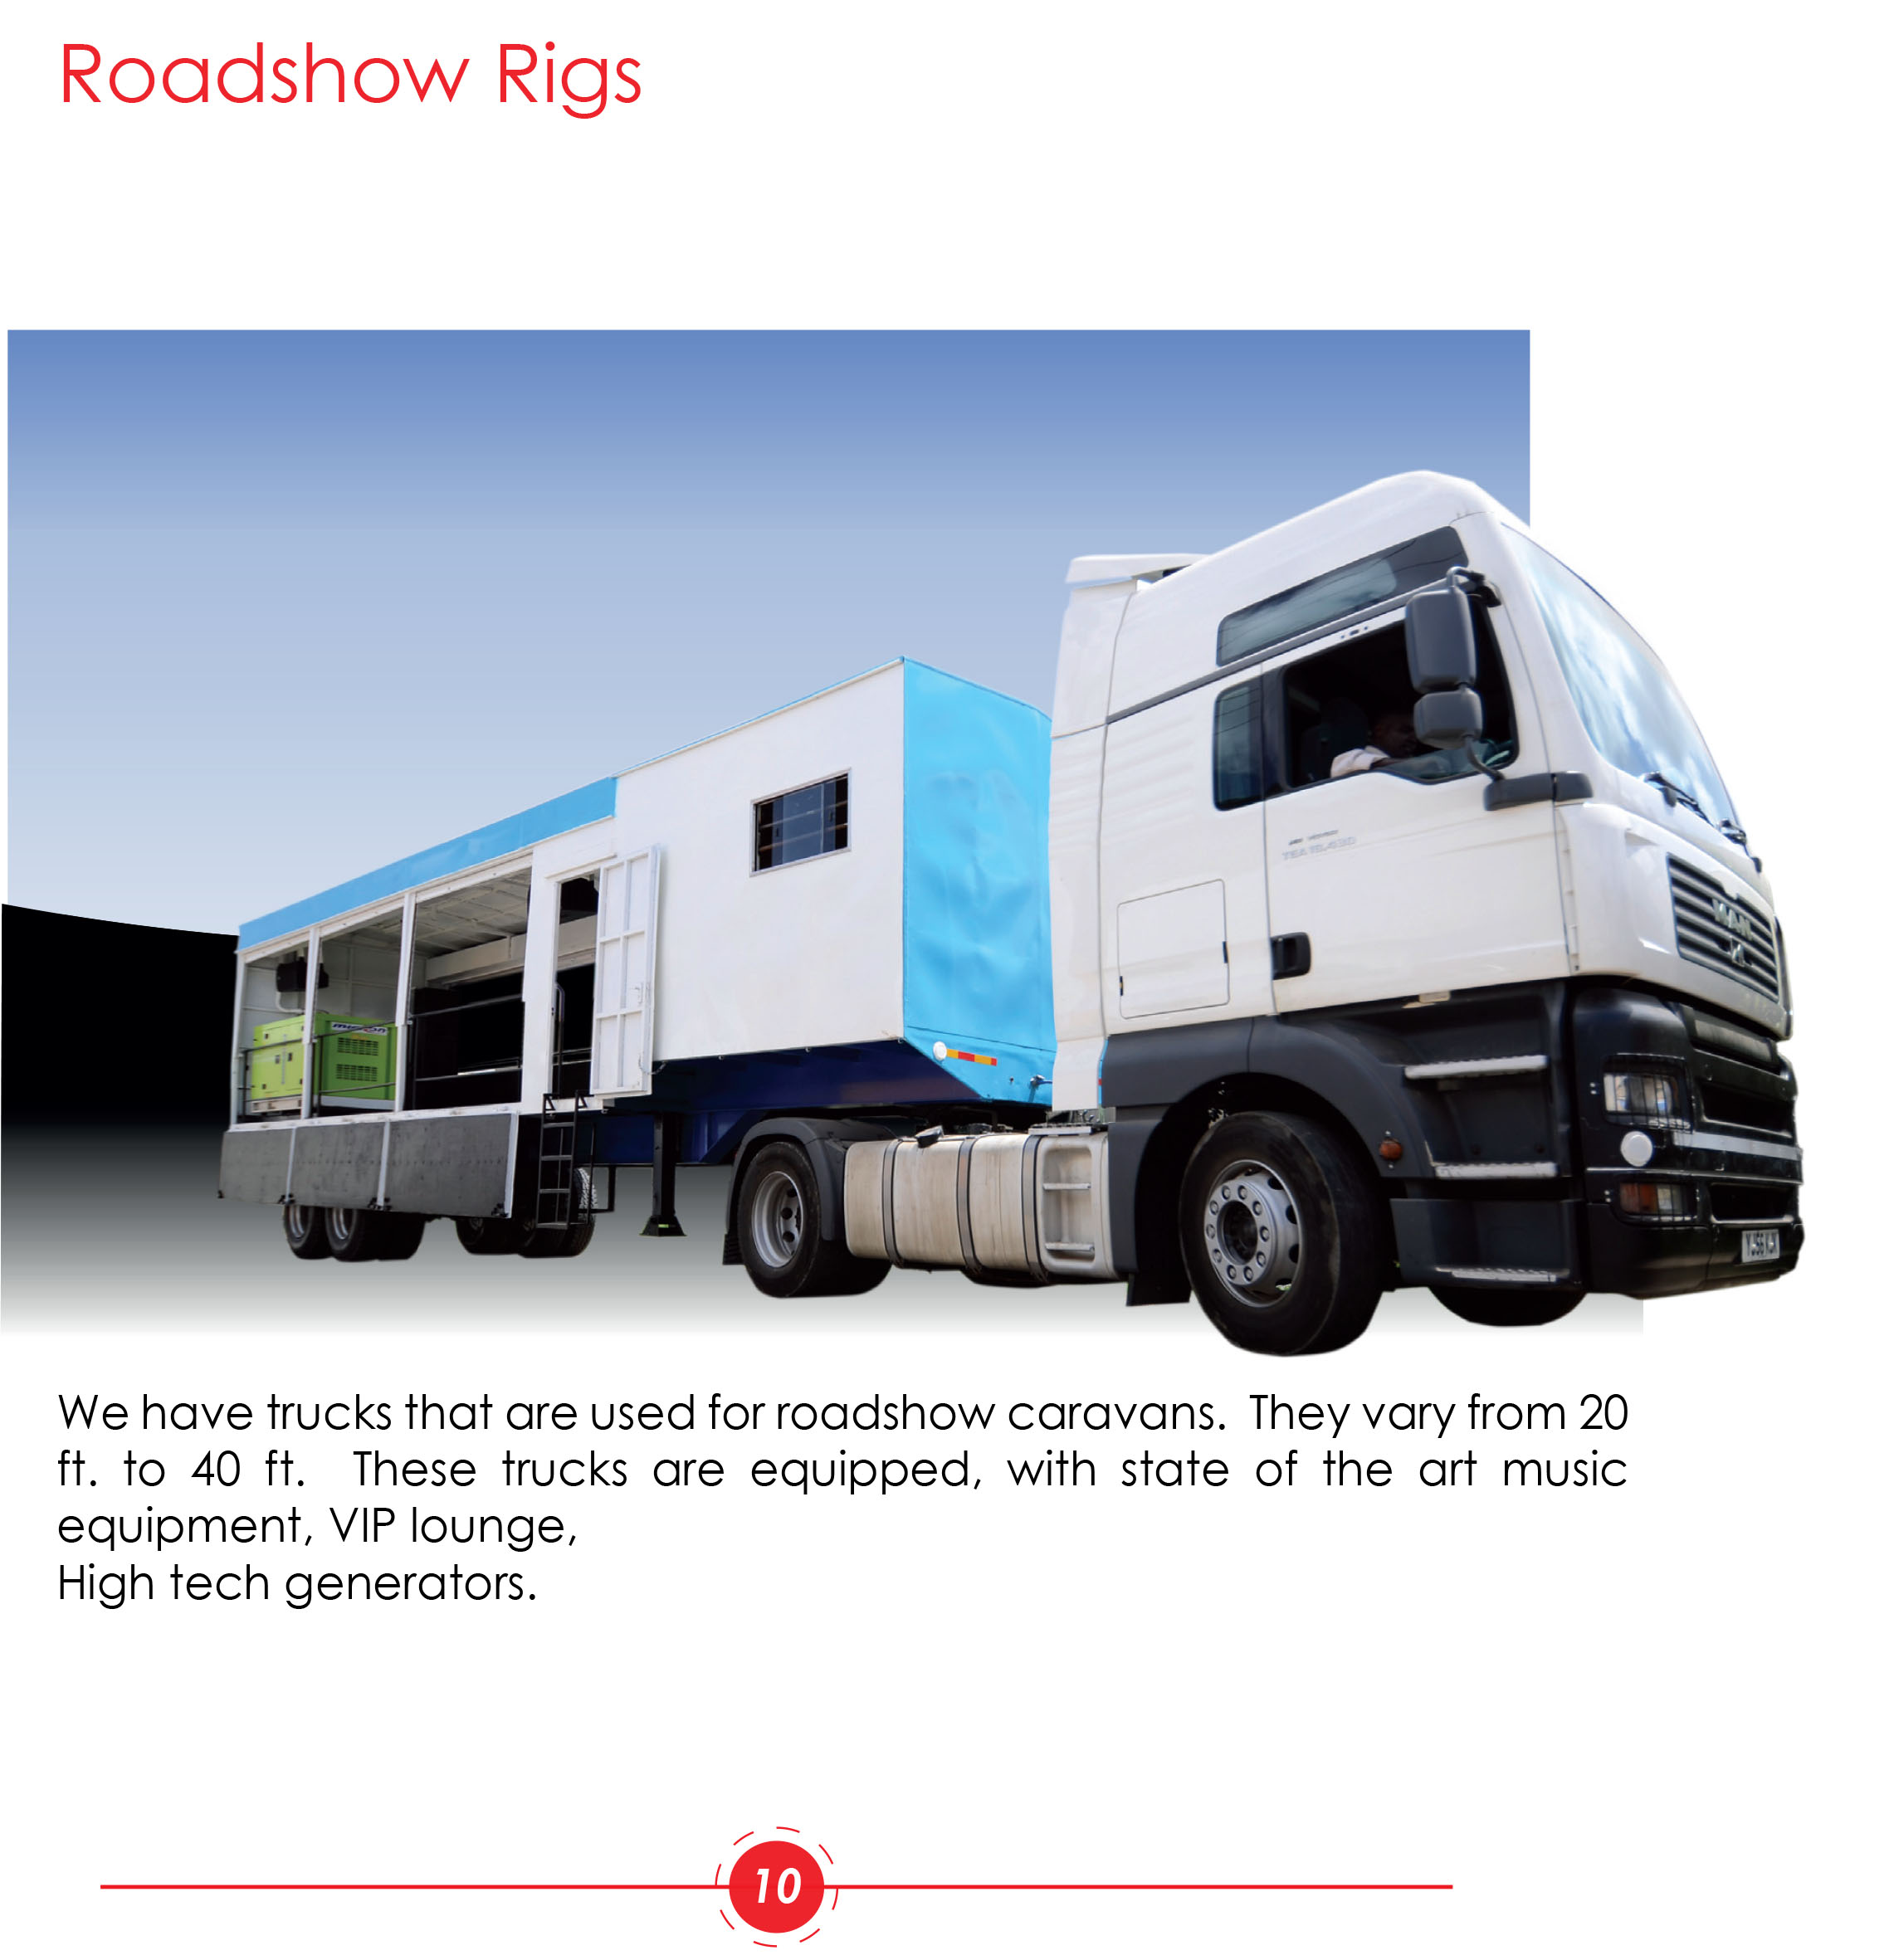 Roadshow Rigs
MAN
We have trucks that are used for roadshow caravans.  They vary from 20
ft. to 40 ft.  These trucks are equipped, with state of the art music
equipment, VIP lounge,
High tech generators.
10